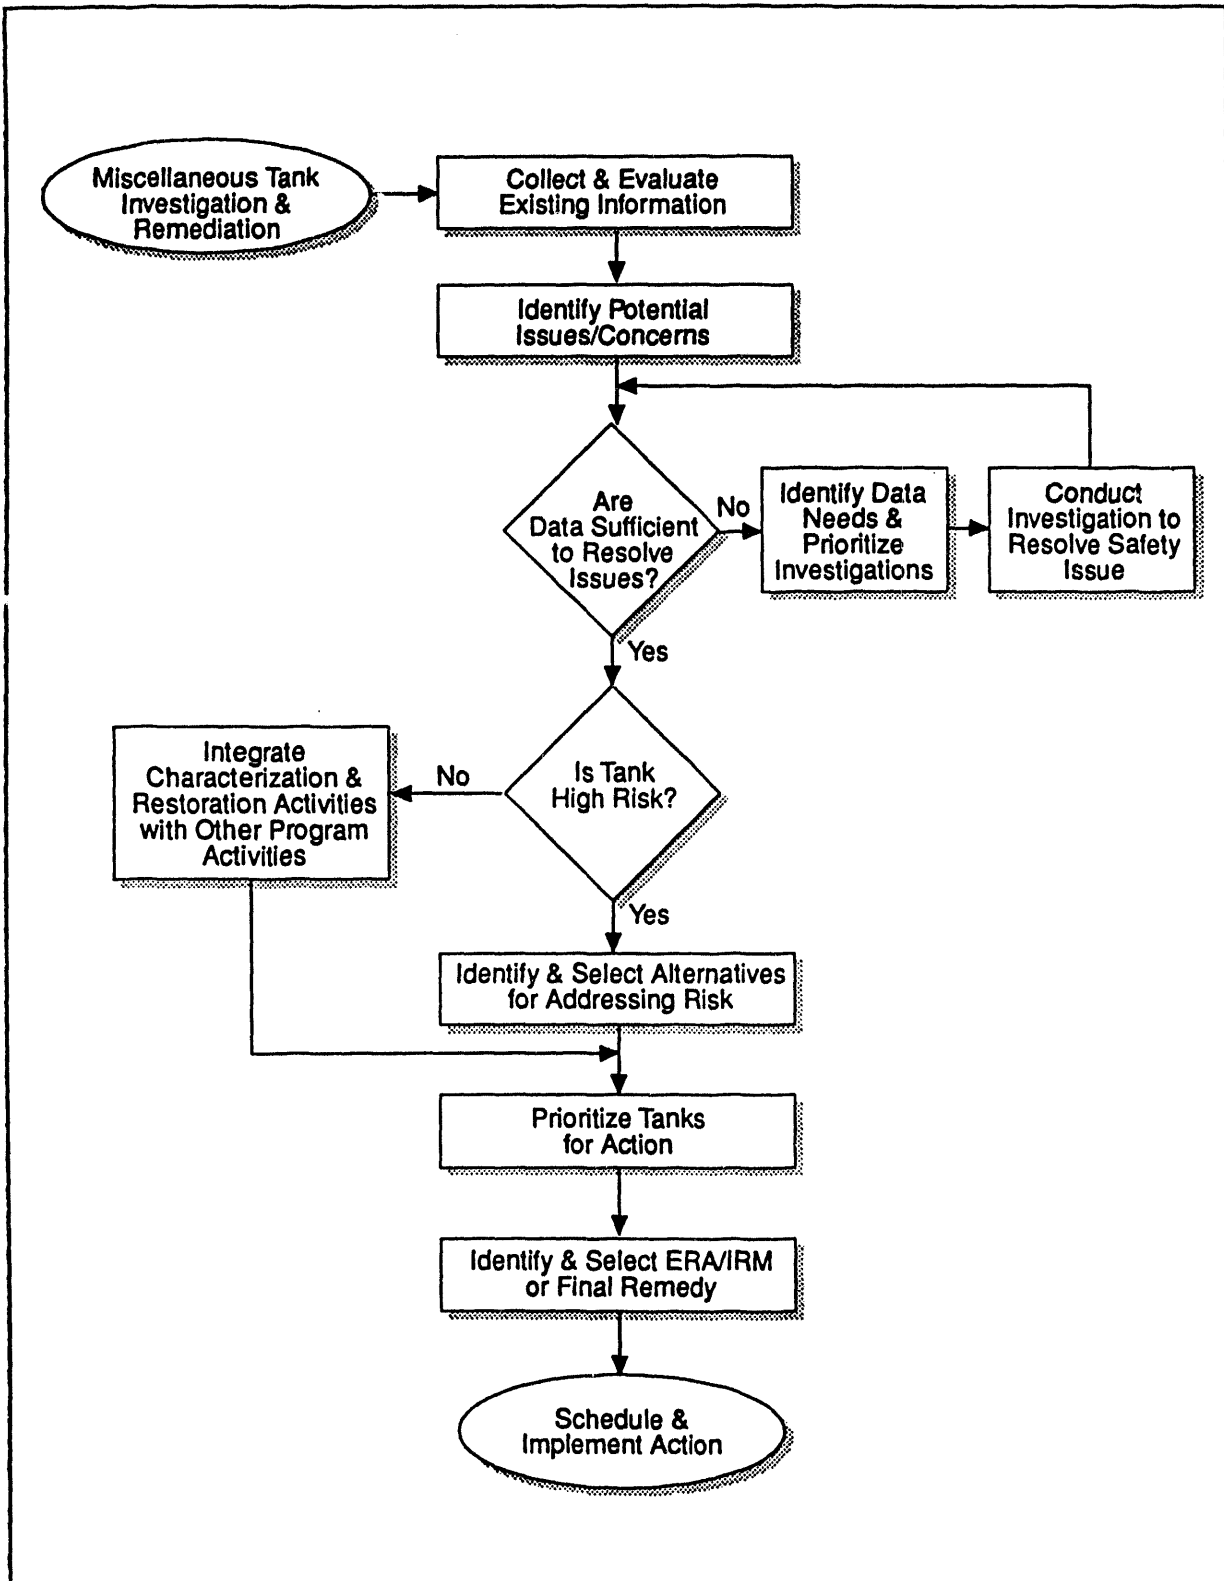 Miscellaneous Tank
Investigation &
Remediation
Collect & Evaluate
Existing Information
Identify Potential
Issues/Concerns
Are
Data Sufficient
to Resolve
Issues?
No
Identify Data
Needs &
Prioritize
Investigations
Conduct
Investigation to
Resolve Safety
Issue
Yes
Is Tank
High Risk?
No
Integrate
Characterization &
Restoration Activities
with Other Program
Activities
Yes
Identify & Select Alternatives
for Addressing Risk
Prioritize Tanks
for Action
Identify & Select ERA/IRM
or Final Remedy
Schedule &
Implement Action